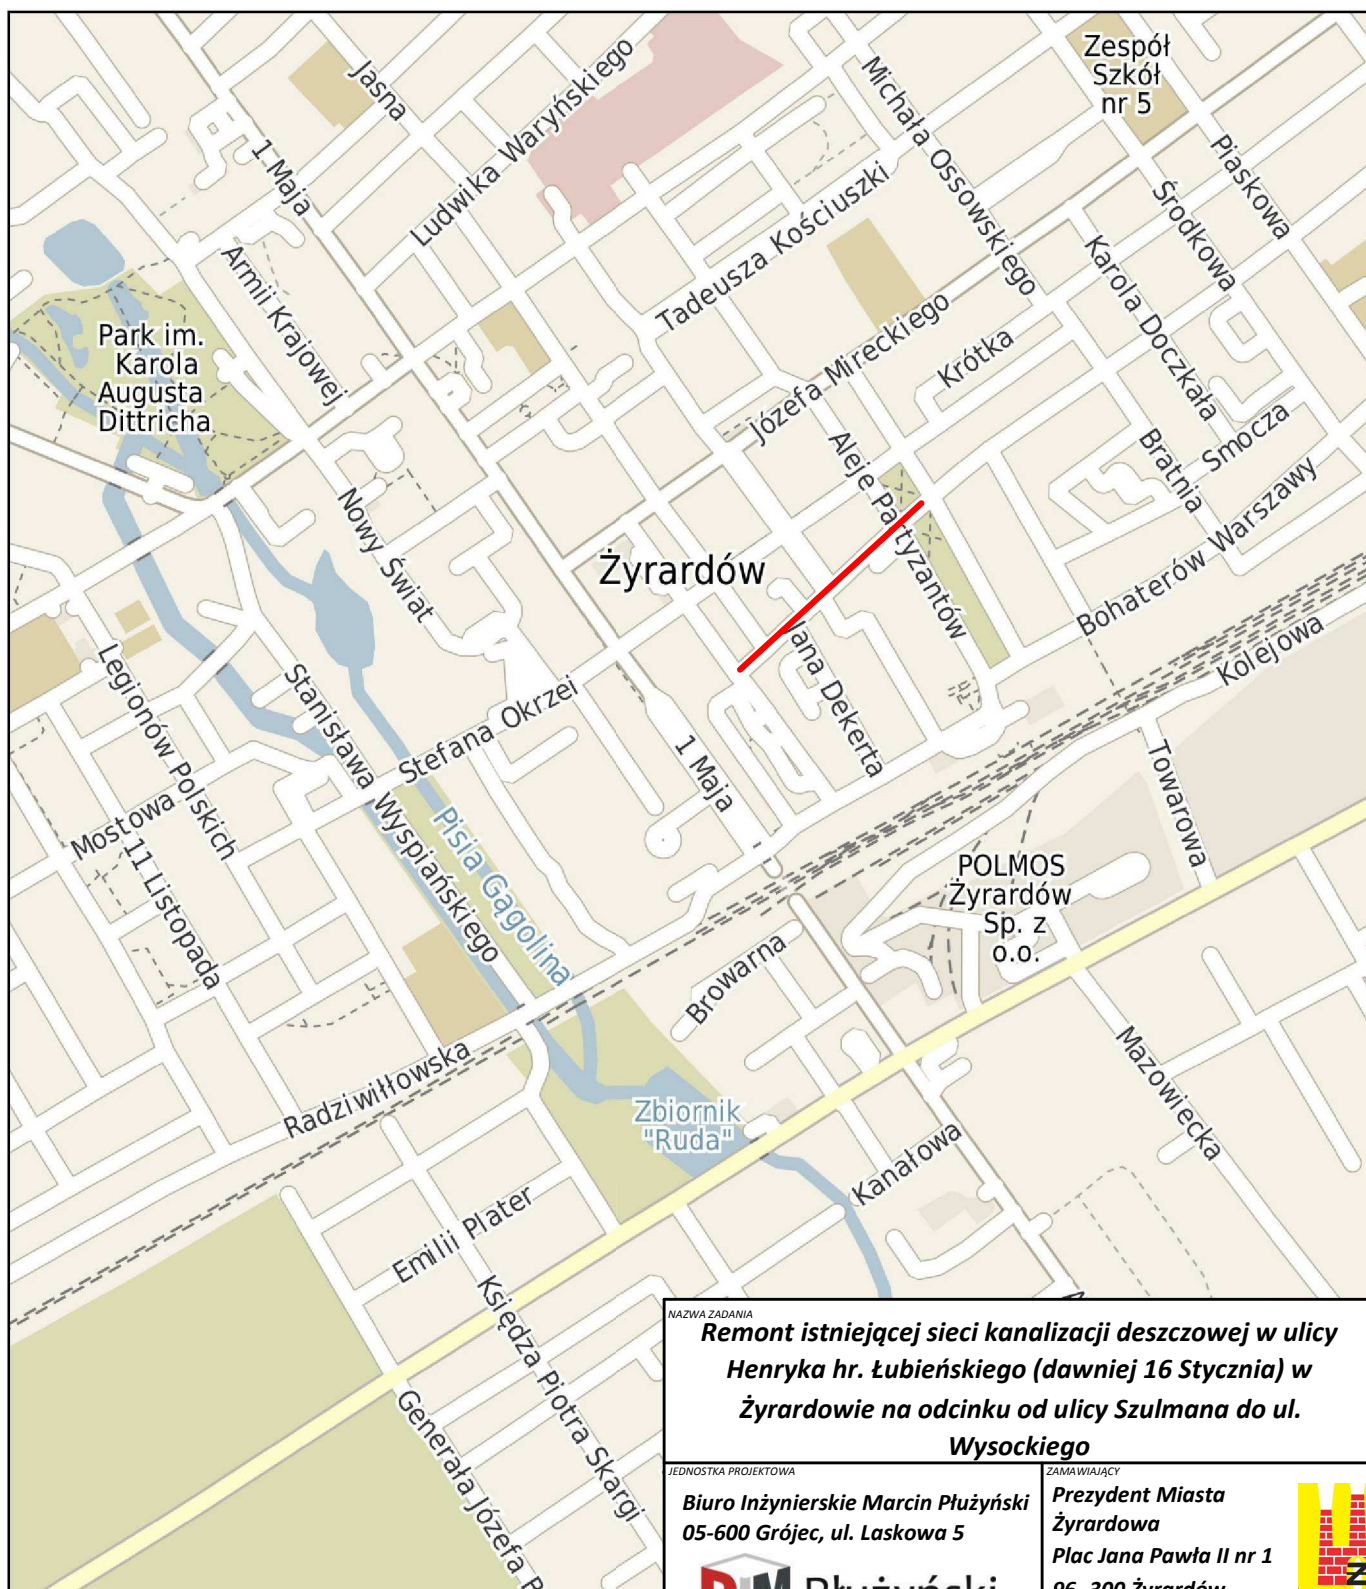 Zespół
Szkół
nr 5
Jasna
Ludwika Waryńskiego
Michała Ossowskiego
Piaskowa
1 Maja
Środkowa
Tadeusza Kościuszki
Karola Doczkała
Armii Krajowej
Park im.
Karola
Augusta
Dittricha
Józefa Mireckiego
Krótka
Aleje Partyzantów
Bratnia
Smocza
Nowy Świat
Żyrardów
Bohaterów Warszawy
Jana Dekerta
Kolejowa
Legionów Polskich
Stanisława Wyspiańskiego
Stefana Okrzei
1 Maja
Towarowa
Mostowa
11 Listopada
Pisia Gągolina
POLMOS
Żyrardów
Sp. z
o.o.
Browarna
Radziwiłłowska
Mazowiecka
Zbiornik
"Ruda"
Kanałowa
Emilii Plater
Księdza Piotra Skargi
Generała Józefa
NAZWA ZADANIA
Remont istniejącej sieci kanalizacji deszczowej w ulicy
Henryka hr. Łubieńskiego (dawniej 16 Stycznia) w
Żyrardowie na odcinku od ulicy Szulmana do ul.
Wysockiego
JEDNOSTKA PROJEKTOWA
Biuro Inżynierskie Marcin Płużyński
05-600 Grójec, ul. Laskowa 5
Płużyński
ZAMAWIAJĄCY
Prezydent Miasta
Żyrardowa
Plac Jana Pawła II nr 1
96-300 Żyrardów